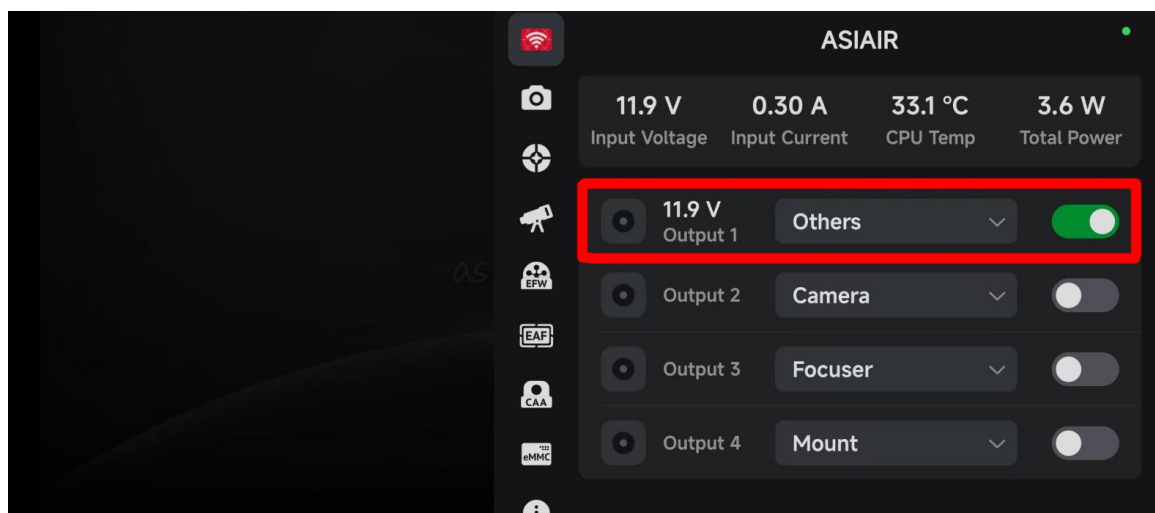 ASIAIR
11.9 V 0.30 A 33.1 °C 3.6 W
Input Voltage Input Current CPU Temp Total Power
11.9 V
Output 1 Others
EFW
Output 2 Camera
EAF
Output 3 Focuser
CAA
Output 4 Mount
eMMC